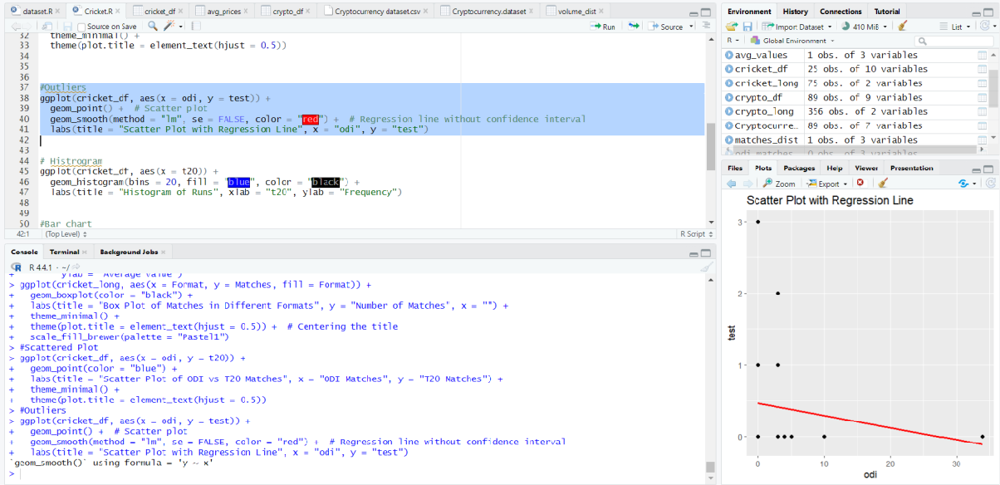 dataset.R
Cricket.R
cricket_df
avg_prices
crypto_df
Cryptocurrency dataset.csv
Cryptocurrency.dataset
volume_dist
Source on Save
Run
Source
32 theme_minimal() +
33 theme(plot.title = element_text(hjust = 0.5))
34
35
36
37 #Outliers
38 ggplot(cricket_df, aes(x = odi, y = test)) +
39 geom_point() + # Scatter plot
40 geom_smooth(method = "lm", se = FALSE, color = "red") + # Regression line without confidence interval
41 labs(title = "Scatter Plot with Regression Line", x = "odi", y = "test")
42
43
44 # Histrogram
45 ggplot(cricket_df, aes(x = t20)) +
46 geom_histogram(bins = 20, fill = "blue", color = "black") +
47 labs(title = "Histogram of Runs", xlab = "t20", ylab = "Frequency")
48
49
50 #Bar chart
42:1 (Top Level) R Script
Console Terminal Background Jobs
R 4.4.1 · ~/
+ ylab = "Average Value")
> ggplot(cricket_long, aes(x = Format, y = Matches, fill = Format)) +
+ geom_boxplot(color = "black") +
+ labs(title = "Box Plot of Matches in Different Formats", y = "Number of Matches", x = "") +
+ theme_minimal() +
+ theme(plot.title = element_text(hjust = 0.5)) + # Centering the title
+ scale_fill_brewer(palette = "Pastel1")
> #Scattered Plot
> ggplot(cricket_df, aes(x = odi, y = t20)) +
+ geom_point(color = "blue") +
+ labs(title = "Scatter Plot of ODI vs T20 Matches", x = "ODI Matches", y = "T20 Matches") +
+ theme_minimal() +
+ theme(plot.title = element_text(hjust = 0.5))
> #Outliers
> ggplot(cricket_df, aes(x = odi, y = test)) +
+ geom_point() + # Scatter plot
+ geom_smooth(method = "lm", se = FALSE, color = "red") + # Regression line without confidence interval
+ labs(title = "Scatter Plot with Regression Line", x = "odi", y = "test")
`geom_smooth()` using formula = 'y ~ x'
>
Environment History Connections Tutorial
Import Dataset 410 MiB List
R Global Environment
avg_values 1 obs. of 3 variables
cricket_df 25 obs. of 10 variables
cricket_long 75 obs. of 2 variables
crypto_df 89 obs. of 9 variables
crypto_long 356 obs. of 2 variables
Cryptocurre… 89 obs. of 7 variables
matches_dist 1 obs. of 3 variables
odi_matches 0 obs. of 3 variables
Files Plots Packages Help Viewer Presentation
Zoom Export
Scatter Plot with Regression Line
3
2
1
0
test
0 10 20 30
odi